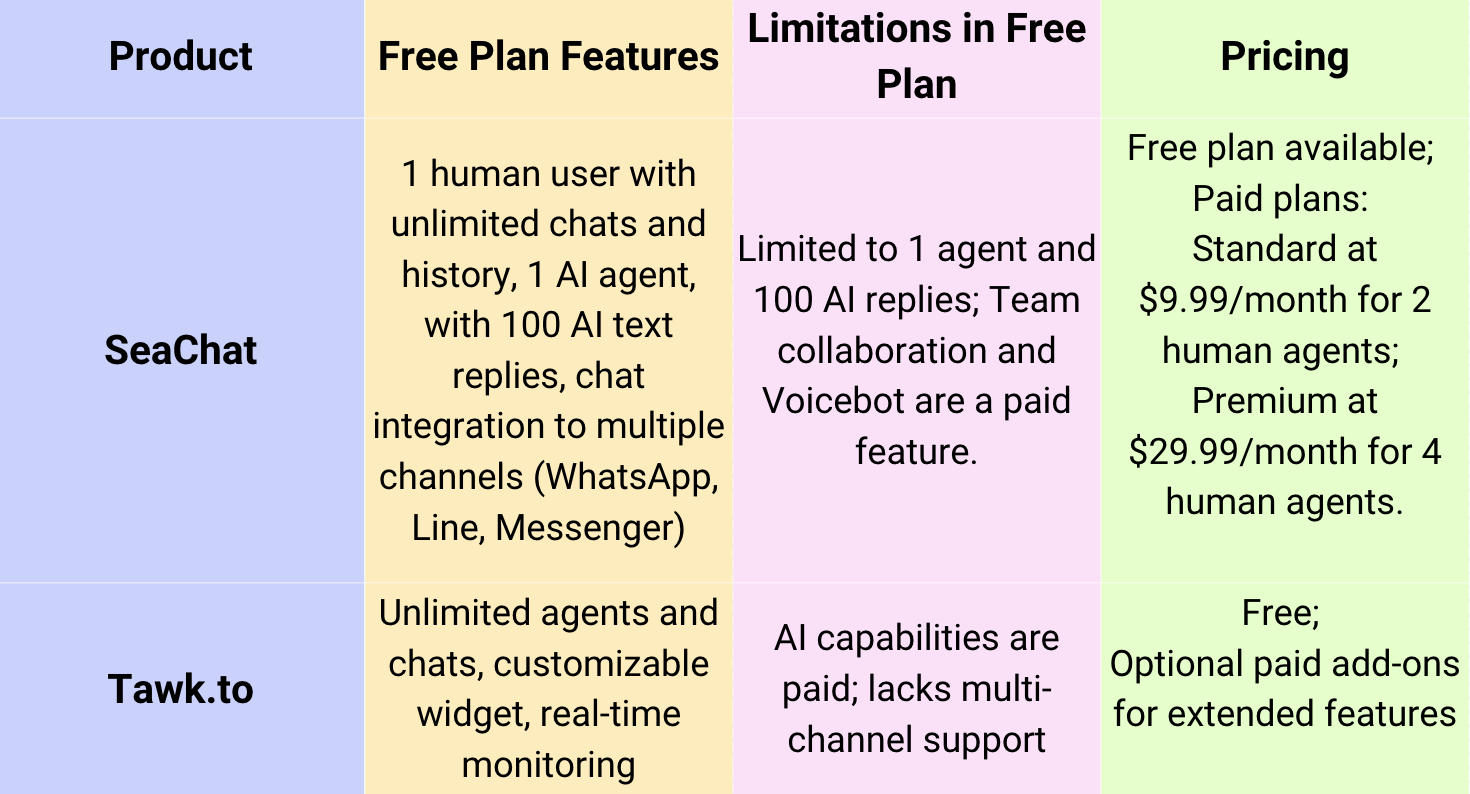 Product
Free Plan Features
Limitations in Free
Plan
Pricing
SeaChat
1 human user with
unlimited chats and
history, 1 AI agent,
with 100 AI text
replies, chat
integration to multiple
channels (WhatsApp,
Line, Messenger)
Limited to 1 agent and
100 AI replies; Team
collaboration and
Voicebot are a paid
feature.
Free plan available;
Paid plans:
Standard at
$9.99/month for 2
human agents;
Premium at
$29.99/month for 4
human agents.
Tawk.to
Unlimited agents and
chats, customizable
widget, real-time
monitoring
AI capabilities are
paid; lacks multi-
channel support
Free;
Optional paid add-ons
for extended features